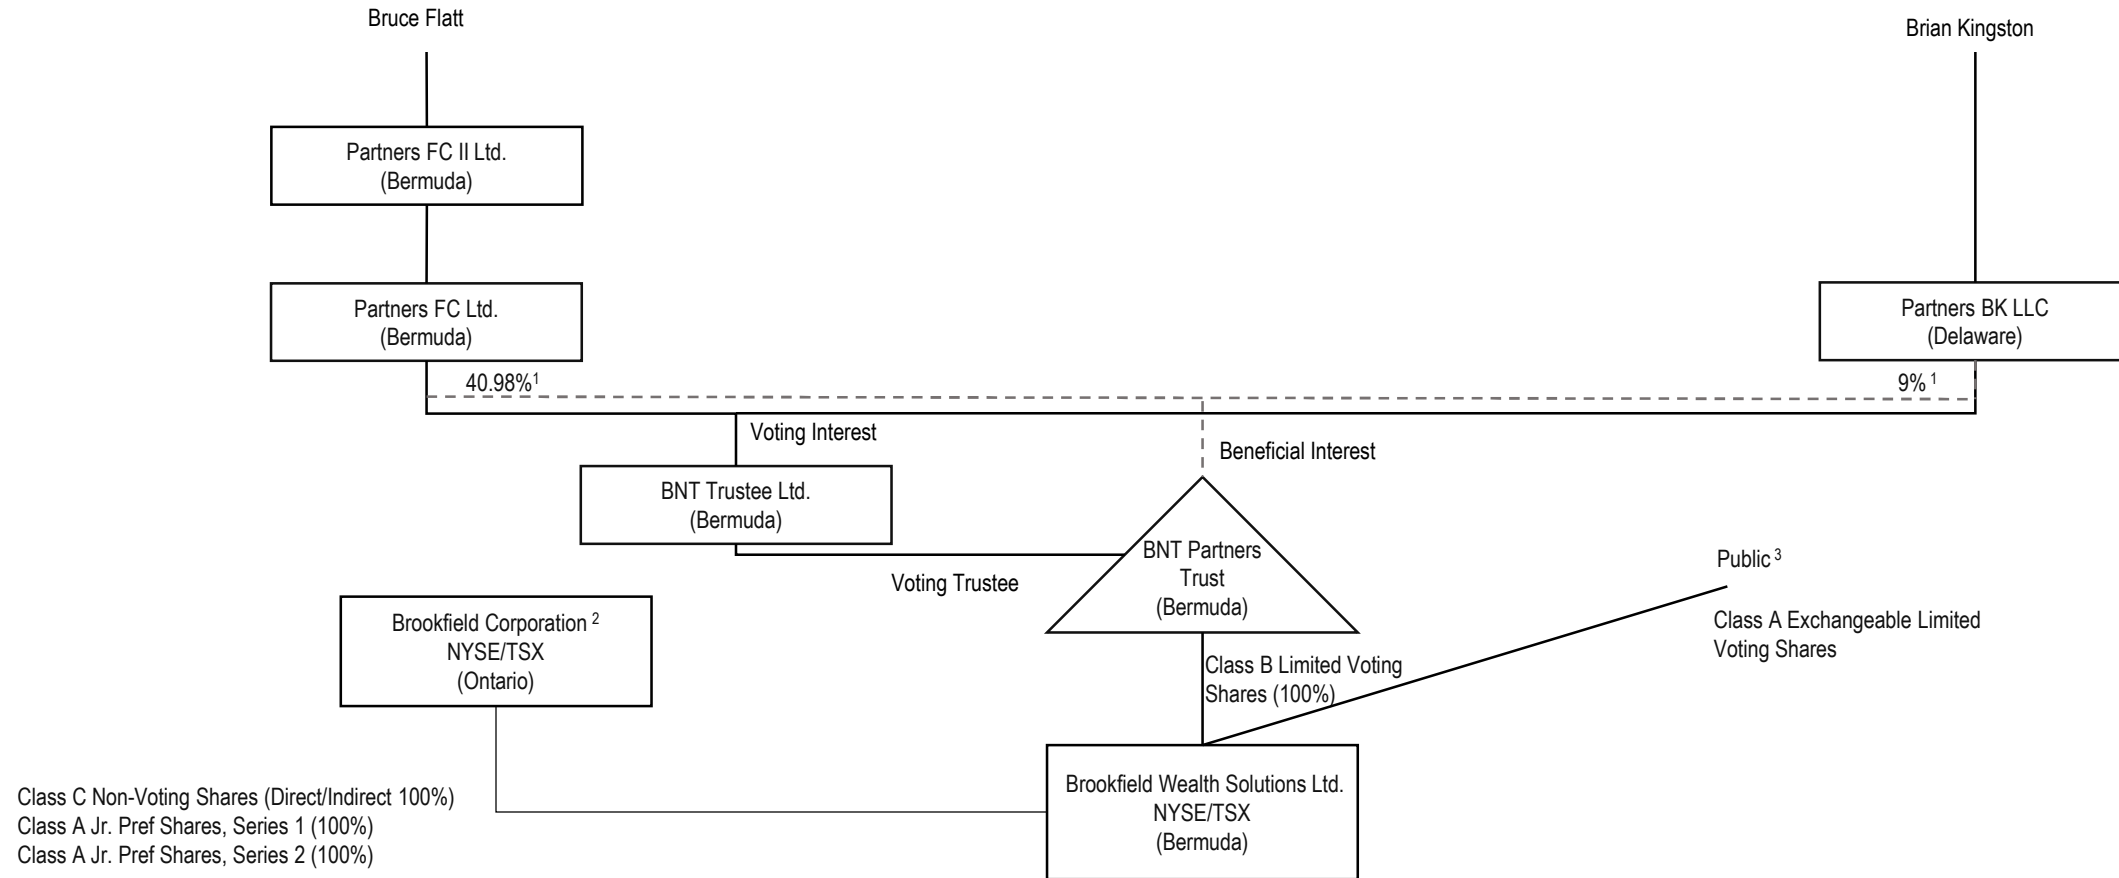 Bruce Flatt
Brian Kingston
Partners FC II Ltd.
(Bermuda)
Partners FC Ltd.
(Bermuda)
Partners BK LLC
(Delaware)
40.98%1
9% 1
Voting Interest
Beneficial Interest
BNT Trustee Ltd.
(Bermuda)
BNT Partners
Trust
(Bermuda)
Voting Trustee
Public 3
Class A Exchangeable Limited
Voting Shares
Brookfield Corporation 2
NYSE/TSX
(Ontario)
Class B Limited Voting
Shares (100%)
Brookfield Wealth Solutions Ltd.
NYSE/TSX
(Bermuda)
Class C Non-Voting Shares (Direct/Indirect 100%)
Class A Jr. Pref Shares, Series 1 (100%)
Class A Jr. Pref Shares, Series 2 (100%)